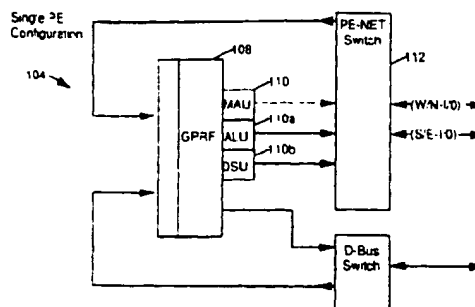 Single PE
Configuration
104
108
110
MAU
110a
GPRF
ALU
110b
DSU
PE-NET
Switch
112
(W/N-I/O)
(S/E-I/O)
D-Bus
Switch